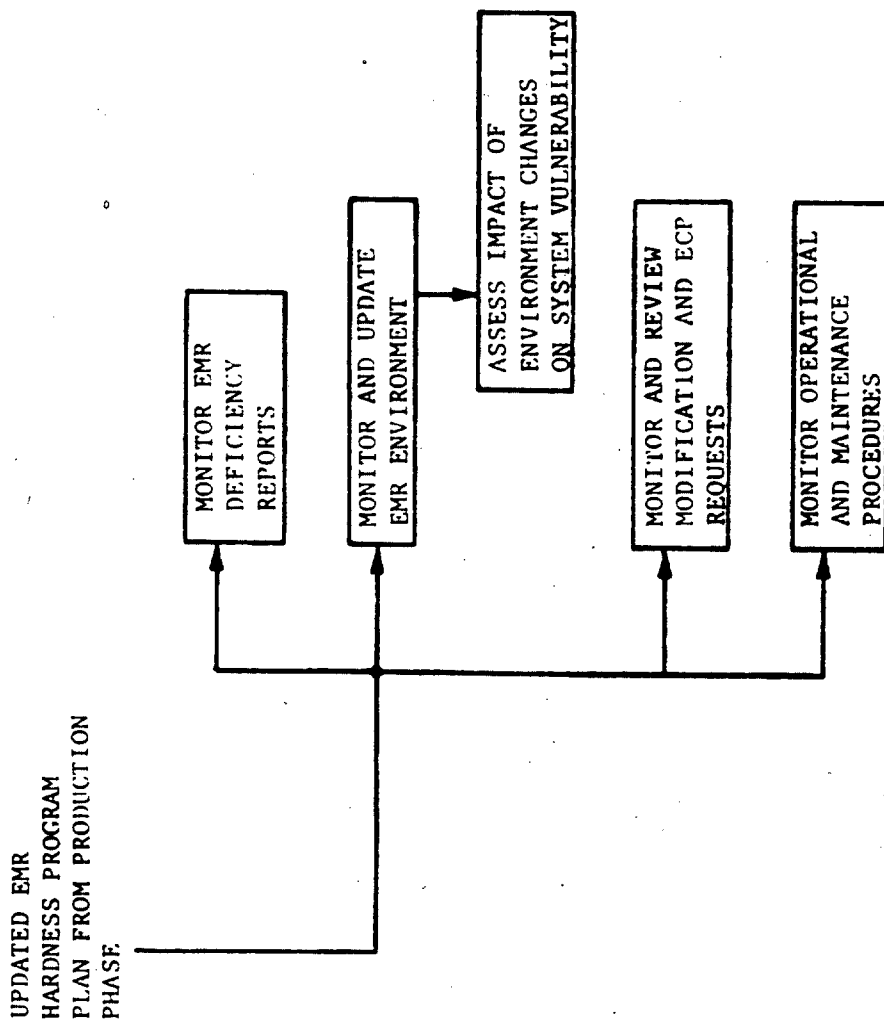 UPDATED EMR
HARDNESS PROGRAM
PLAN FROM PRODUCTION
PHASE
MONITOR EMR
DEFICIENCY
REPORTS
MONITOR AND UPDATE
EMR ENVIRONMENT
ASSESS IMPACT OF
ENVIRONMENT CHANGES
ON SYSTEM VULNERABILITY
MONITOR AND REVIEW
MODIFICATION AND ECP
REQUESTS
MONITOR OPERATIONAL
AND MAINTENANCE
PROCEDURES